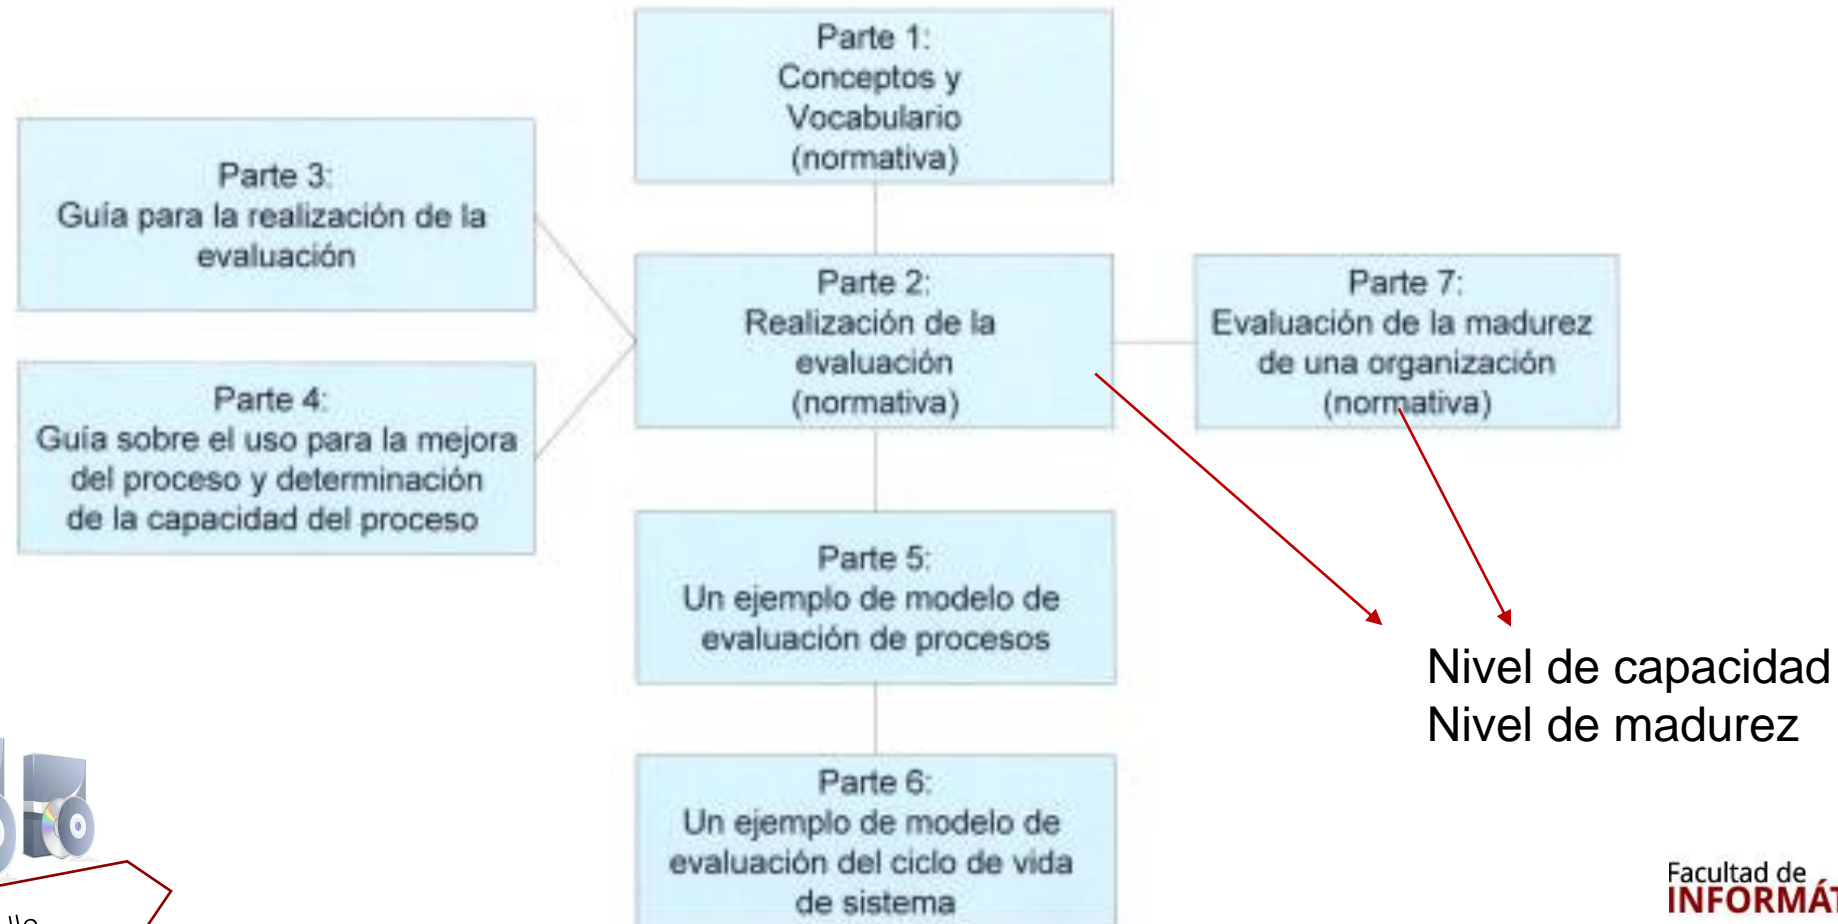 Parte 1:
Conceptos y
Vocabulario
(normativa)
Parte 3:
Guía para la realización de la
evaluación
Parte 2:
Realización de la
evaluación
(normativa)
Parte 7:
Evaluación de la madurez
de una organización
(normativa)
Parte 4:
Guía sobre el uso para la mejora
del proceso y determinación
de la capacidad del proceso
Parte 5:
Un ejemplo de modelo de
evaluación de procesos
Nivel de capacidad
Nivel de madurez
Parte 6:
Un ejemplo de modelo de
evaluación del ciclo de vida
de sistema
Facultad de
INFORMÁT